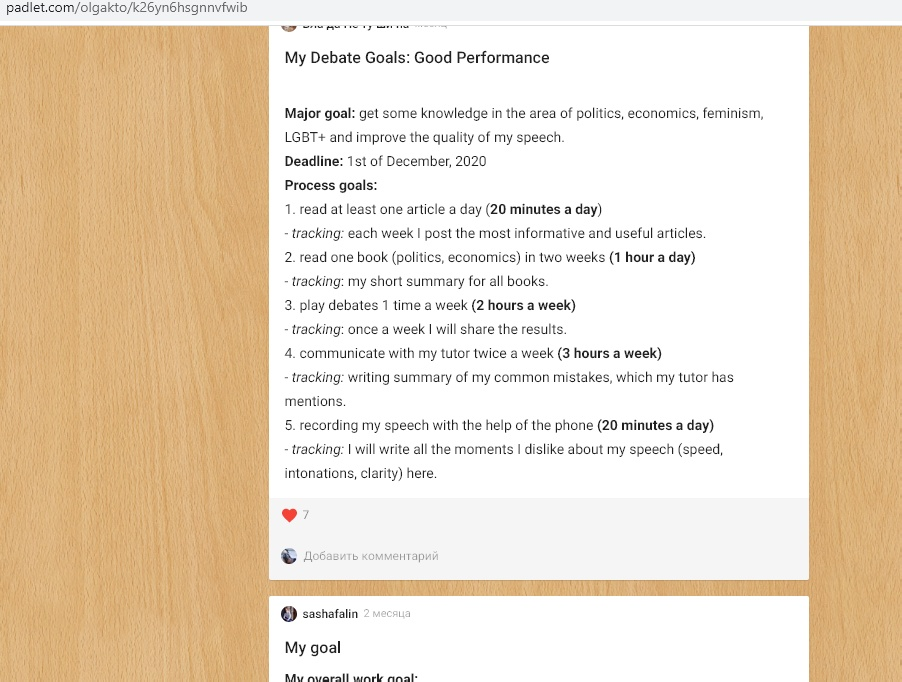 padlet.com/olgakto/k26yn6hsgnnvfwib
My Debate Goals: Good Performance
Major goal: get some knowledge in the area of politics, economics, feminism,
LGBT+ and improve the quality of my speech.
Deadline: 1st of December, 2020
Process goals:
1. read at least one article a day (20 minutes a day)
- tracking: each week I post the most informative and useful articles.
2. read one book (politics, economics) in two weeks (1 hour a day)
- tracking: my short summary for all books.
3. play debates 1 time a week (2 hours a week)
- tracking: once a week I will share the results.
4. communicate with my tutor twice a week (3 hours a week)
- tracking: writing summary of my common mistakes, which my tutor has
mentions.
5. recording my speech with the help of the phone (20 minutes a day)
- tracking: I will write all the moments I dislike about my speech (speed,
intonations, clarity) here.
7
Добавить комментарий
sashafalin 2 месяца
My goal
My overall work goal: